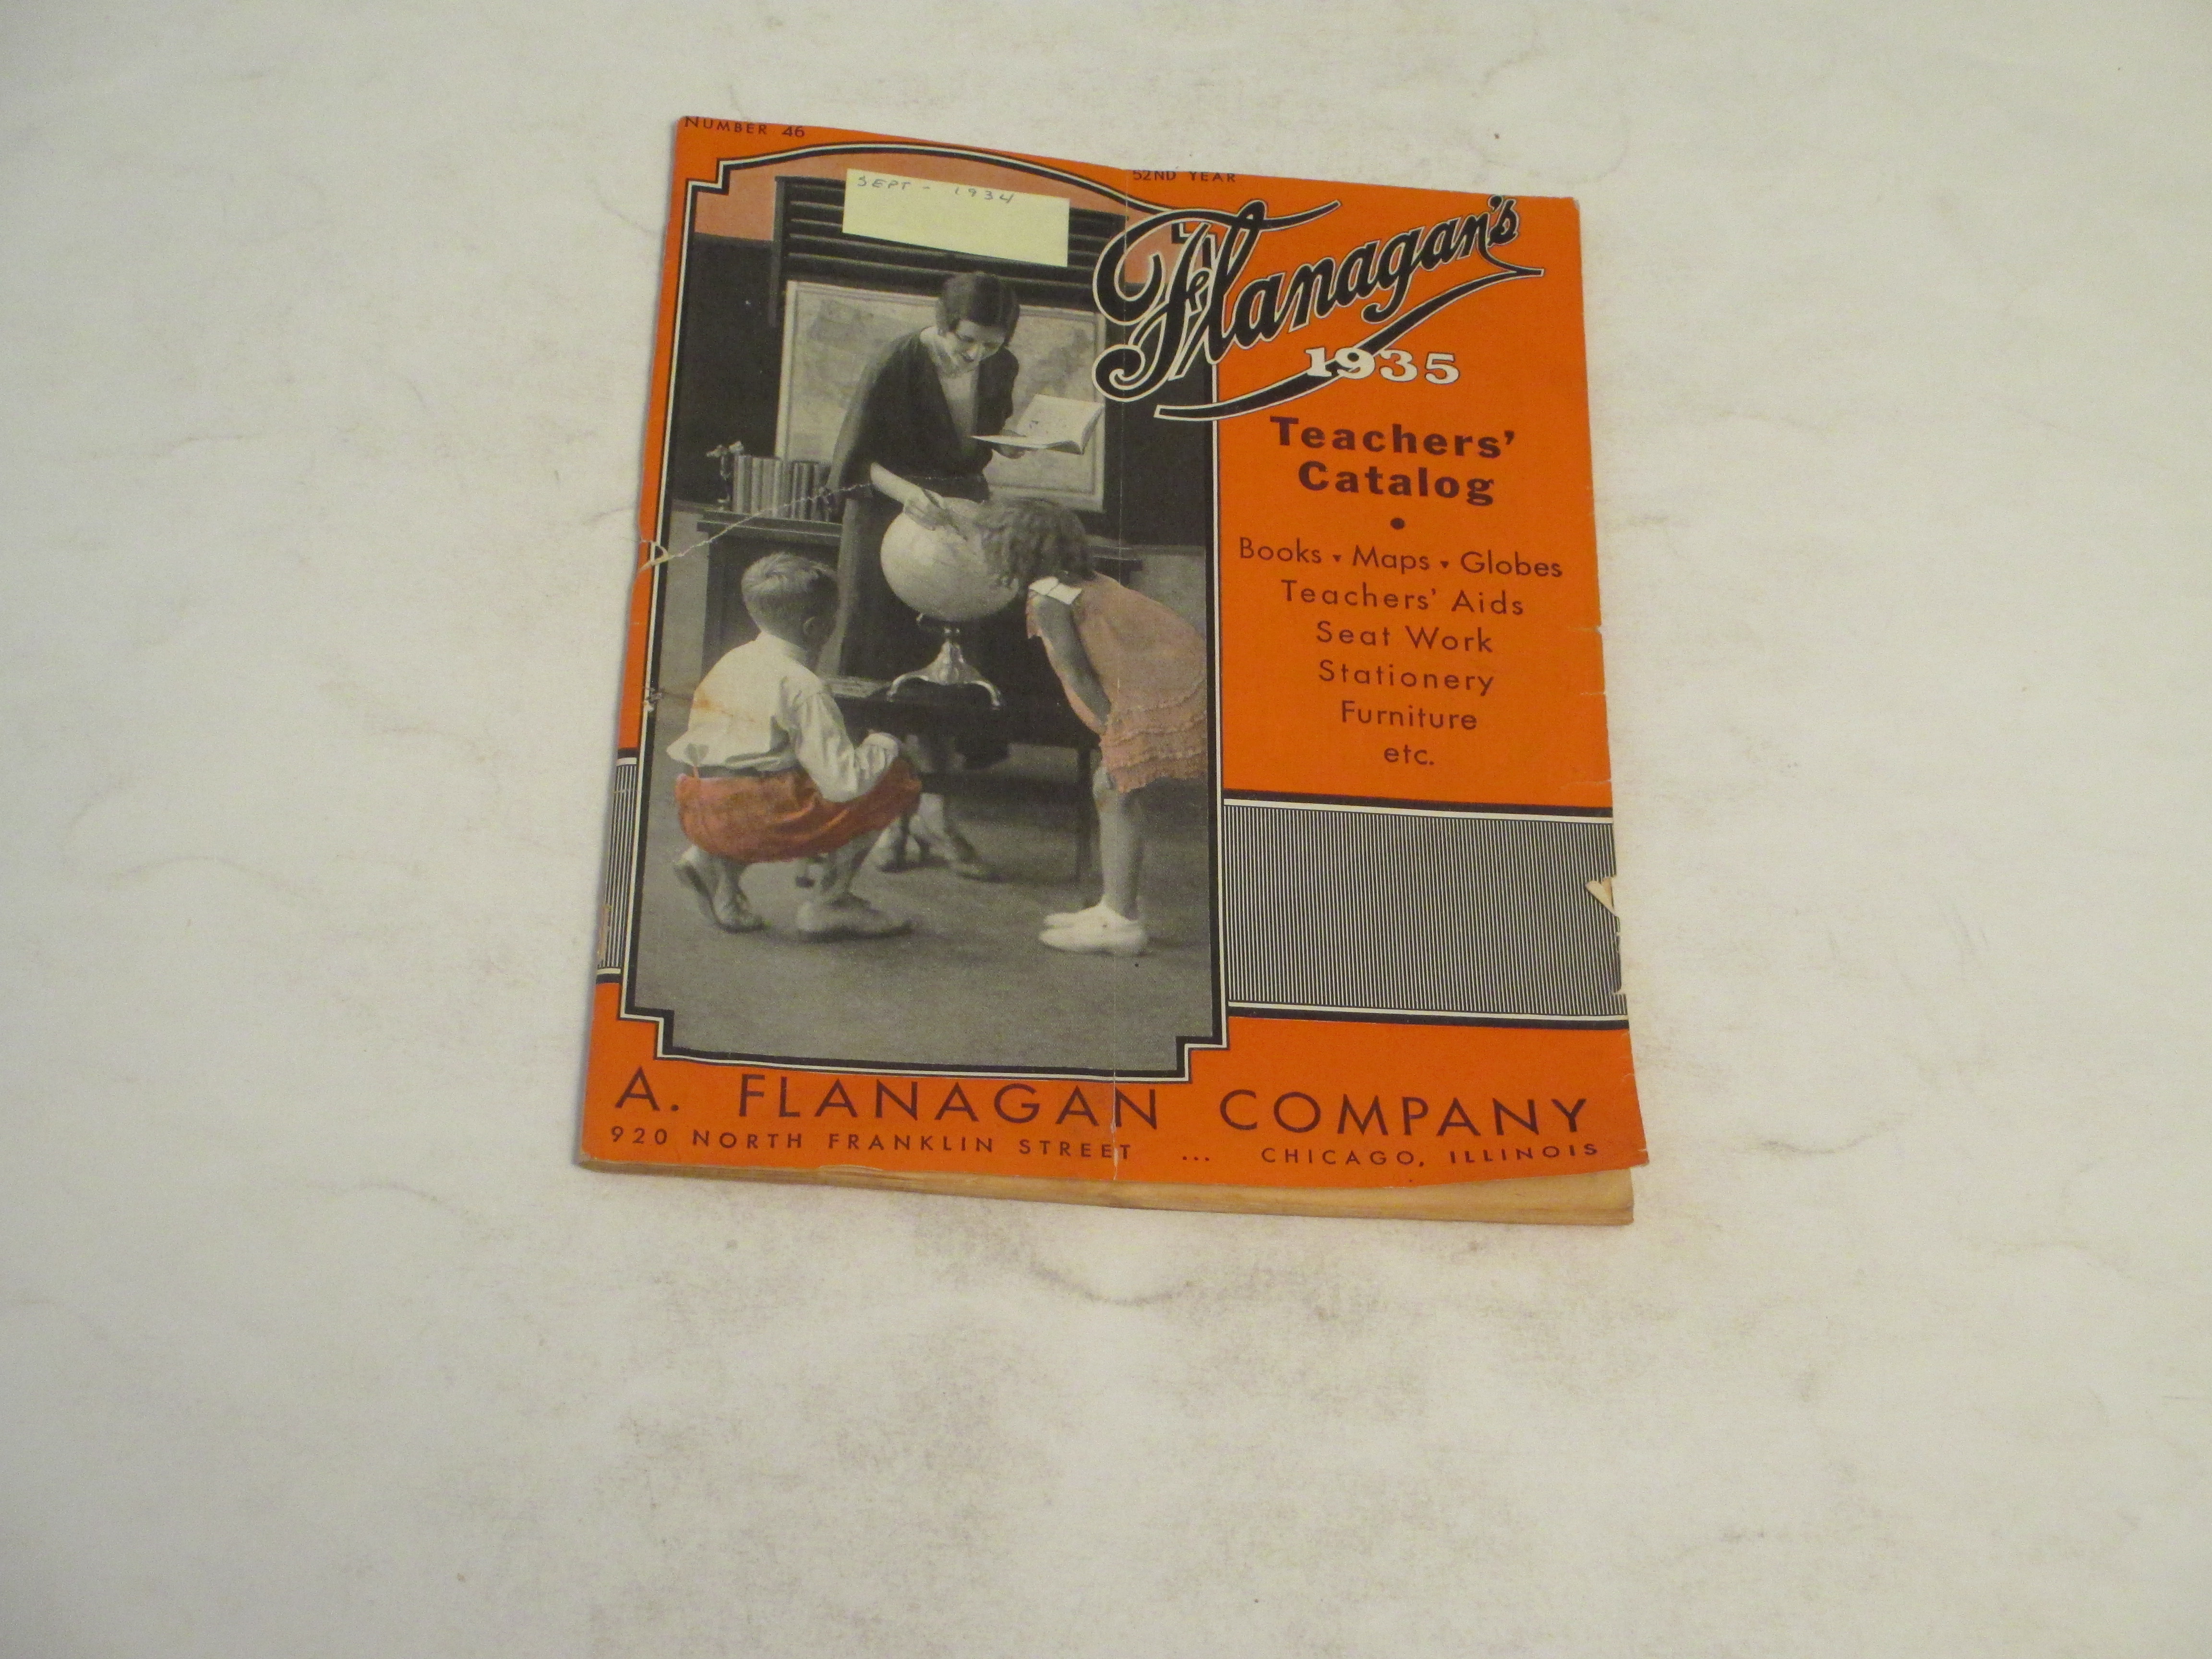 NUMBER 46
52ND YEAR
SEPT - 1934
Flanagan's
1935
Teachers'
Catalog
•
Books ▾ Maps ▾ Globes
Teachers' Aids
Seat Work
Stationery
Furniture
etc.
A. FLANAGAN COMPANY
920 NORTH FRANKLIN STREET ... CHICAGO, ILLINOIS